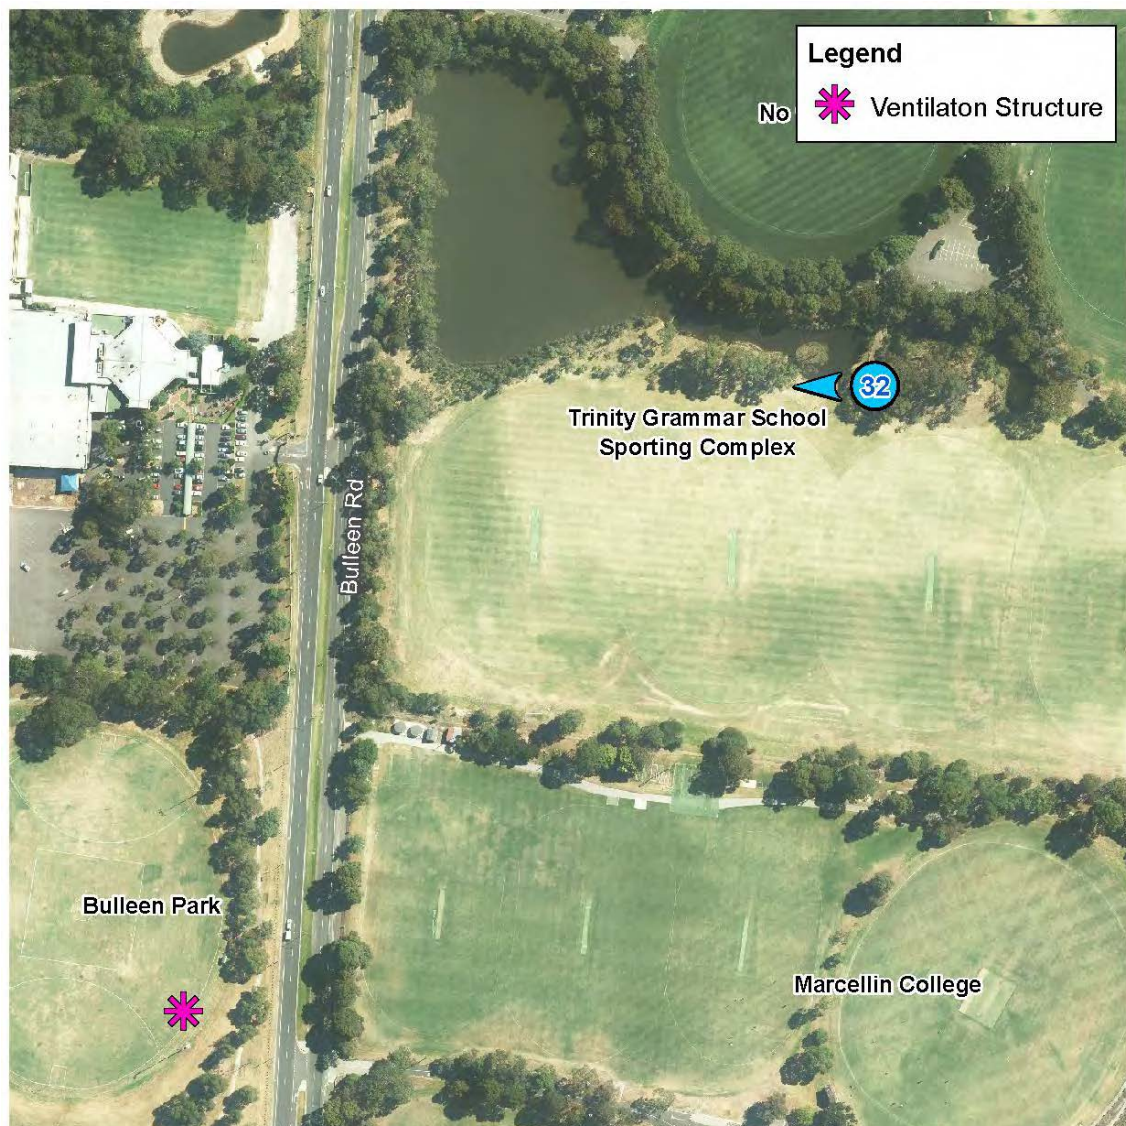 Legend
Ventilaton Structure
No
32
Trinity Grammar School
Sporting Complex
Bulleen Rd
Bulleen Park
Marcellin College